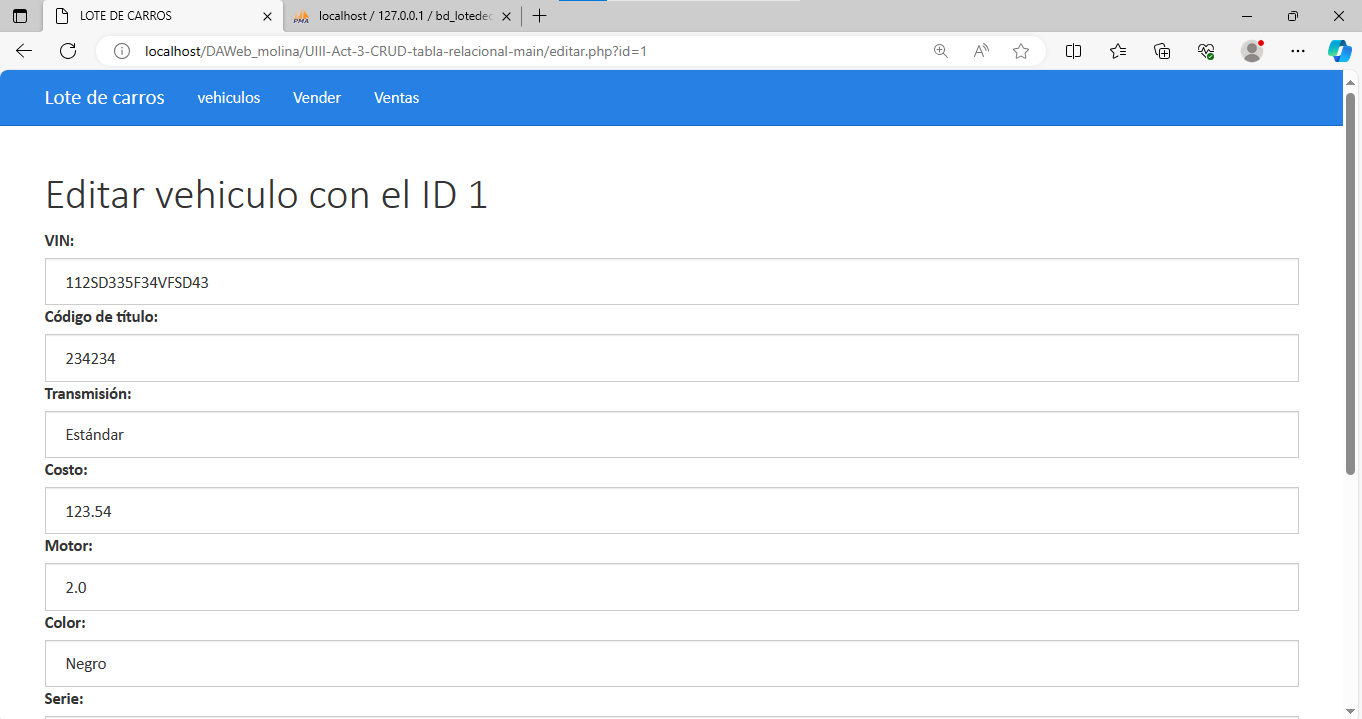 LOTE DE CARROS
PMA
localhost / 127.0.0.1 / bd_lotedec
localhost/DAWeb_molina/UIII-Act-3-CRUD-tabla-relacional-main/editar.php?id=1
Lote de carros vehiculos Vender Ventas
Editar vehiculo con el ID 1
VIN:
112SD335F34VFSD43
Código de título:
234234
Transmisión:
Estándar
Costo:
123.54
Motor:
2.0
Color:
Negro
Serie: